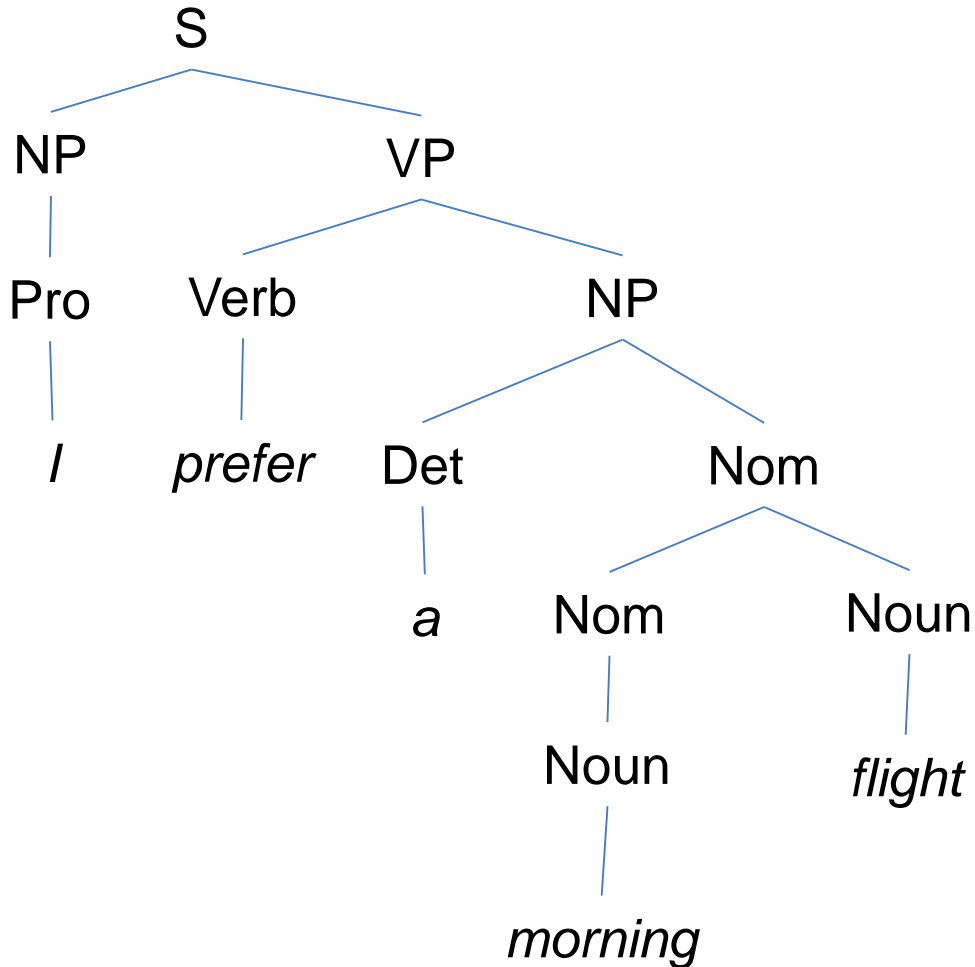 S
NP VP
Pro Verb NP
I prefer Det Nom
a Nom Noun
Noun flight
morning